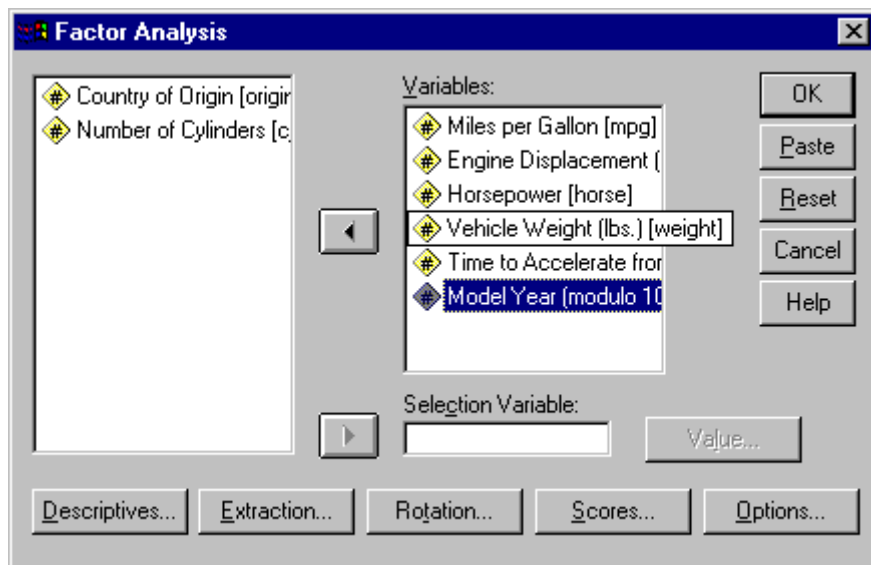 Factor Analysis
Country of Origin [origin
Number of Cylinders [c
Variables:
Miles per Gallon [mpg]
Engine Displacement (
Horsepower [horse]
Vehicle Weight (lbs.) [weight]
Time to Accelerate from
Model Year (modulo 10
Selection Variable:
Value...
OK
Paste
Reset
Cancel
Help
Descriptives...
Extraction...
Rotation...
Scores...
Options...